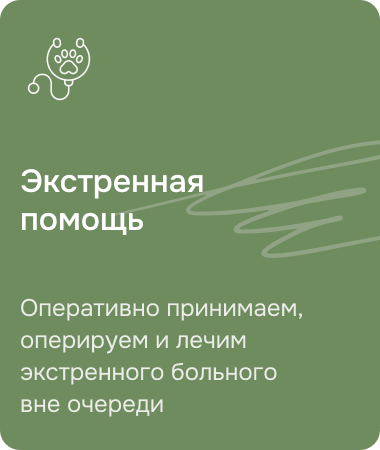 Экстренная
помощь
Оперативно принимаем,
оперируем и лечим
экстренного больного
вне очереди